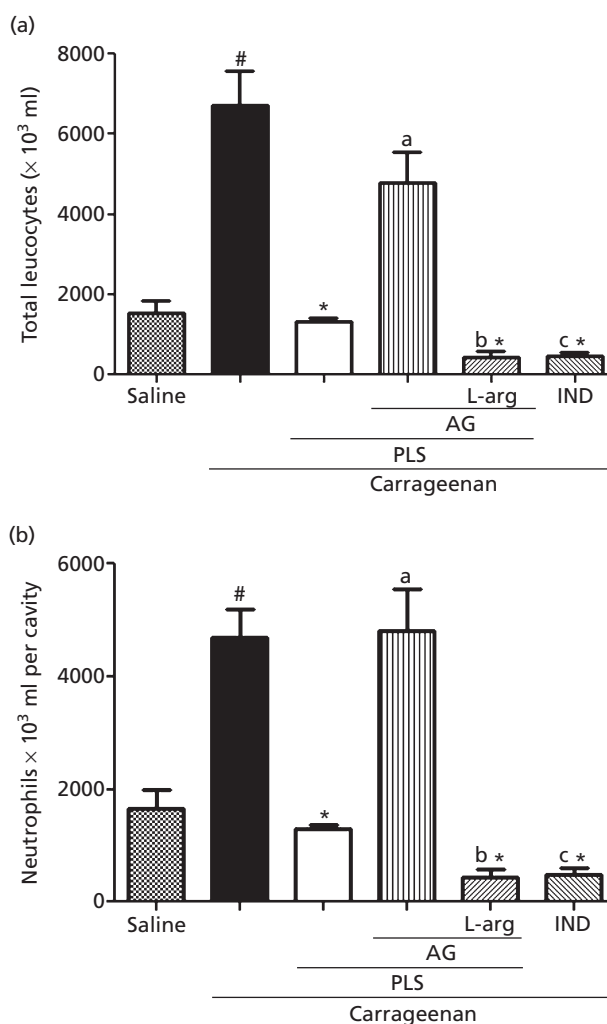 (a)
Total leucocytes (× 10³ ml)
8000
6000
4000
2000
0
#
*
a
b *
c *
Saline
L-arg
IND
AG
PLS
Carrageenan
(b)
Neutrophils × 10³ ml per cavity
6000
4000
2000
0
#
*
a
b *
c *
Saline
L-arg
IND
AG
PLS
Carrageenan